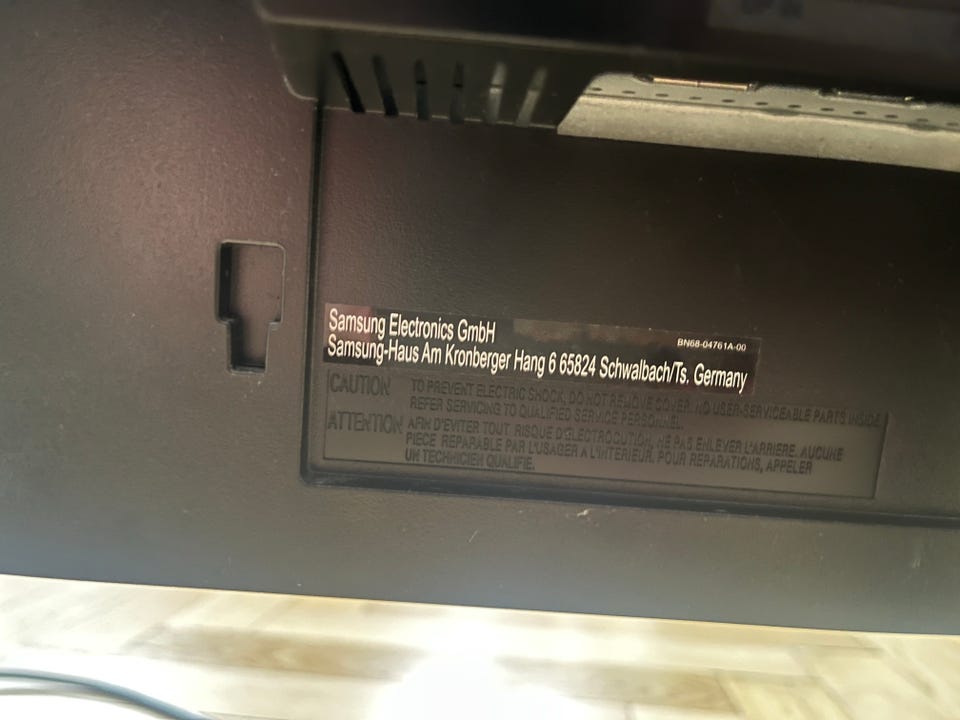 Samsung Electronics GmbH
BN68-04761A-00
Samsung-Haus Am Kronberger Hang 6 65824 Schwalbach/Ts. Germany
CAUTION TO PREVENT ELECTRIC SHOCK, DO NOT REMOVE COVER. NO USER-SERVICEABLE PARTS INSIDE.
REFER SERVICING TO QUALIFIED SERVICE PERSONNEL.
ATTENTION AFIN D'EVITER TOUT RISQUE D'ELECTROCUTION, NE PAS ENLEVER L'ARRIERE. AUCUNE
PIECE REPARABLE PAR L'USAGER A L'INTERIEUR. POUR REPARATIONS, APPELER
UN TECHNICIEN QUALIFIE.